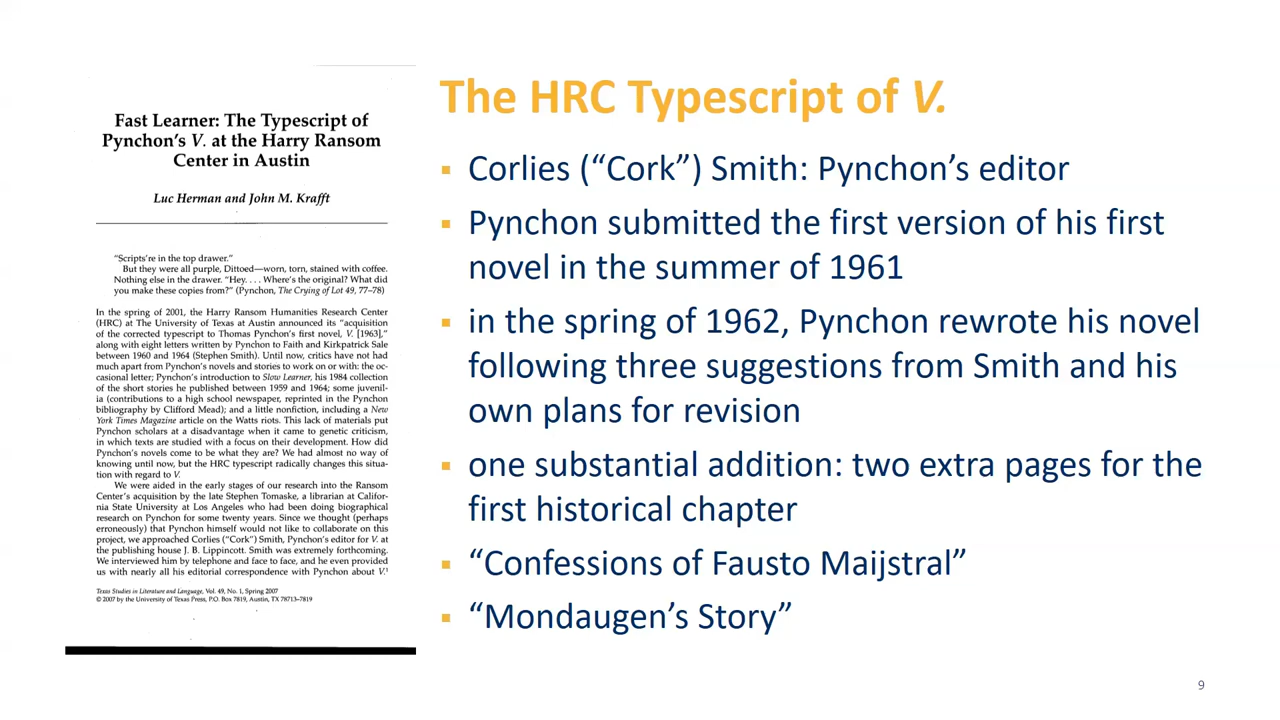 Fast Learner: The Typescript of
Pynchon's V. at the Harry Ransom
Center in Austin
Luc Herman and John M. Krafft
"Scripts're in the top drawer."
But they were all purple, Dittoed—worn, torn, stained with coffee.
Nothing else in the drawer. "Hey. . . . Where's the original? What did
you make these copies from?" (Pynchon, The Crying of Lot 49, 77–78)
In the spring of 2001, the Harry Ransom Humanities Research Center
(HRC) at The University of Texas at Austin announced its "acquisition
of the corrected typescript to Thomas Pynchon's first novel, V. [1963],"
along with eight letters written by Pynchon to Faith and Kirkpatrick Sale
between 1960 and 1964 (Stephen Smith). Until now, critics have not had
much apart from Pynchon's novels and stories to work on or with: the oc-
casional letter; Pynchon's introduction to Slow Learner, his 1984 collection
of the short stories he published between 1959 and 1964; some juvenil-
ia (contributions to a high school newspaper, reprinted in the Pynchon
bibliography by Clifford Mead); and a little nonfiction, including a New
York Times Magazine article on the Watts riots. This lack of materials put
Pynchon scholars at a disadvantage when it came to genetic criticism,
in which texts are studied with a focus on their development. How did
Pynchon's novels come to be what they are? We had almost no way of
knowing until now, but the HRC typescript radically changes this situa-
tion with regard to V.
We were aided in the early stages of our research into the Ransom
Center's acquisition by the late Stephen Tomaske, a librarian at Califor-
nia State University at Los Angeles who had been doing biographical
research on Pynchon for some twenty years. Since we thought (perhaps
erroneously) that Pynchon himself would not like to collaborate on this
project, we approached Corlies ("Cork") Smith, Pynchon's editor for V. at
the publishing house J. B. Lippincott. Smith was extremely forthcoming.
We interviewed him by telephone and face to face, and he even provided
us with nearly all his editorial correspondence with Pynchon about V.¹
Texas Studies in Literature and Language, Vol. 49, No. 1, Spring 2007
© 2007 by the University of Texas Press, P.O. Box 7819, Austin, TX 78713–7819
The HRC Typescript of V.
▪ Corlies (“Cork”) Smith: Pynchon’s editor
▪ Pynchon submitted the first version of his first
novel in the summer of 1961
▪ in the spring of 1962, Pynchon rewrote his novel
following three suggestions from Smith and his
own plans for revision
▪ one substantial addition: two extra pages for the
first historical chapter
▪ “Confessions of Fausto Maijstral”
▪ “Mondaugen’s Story”
9